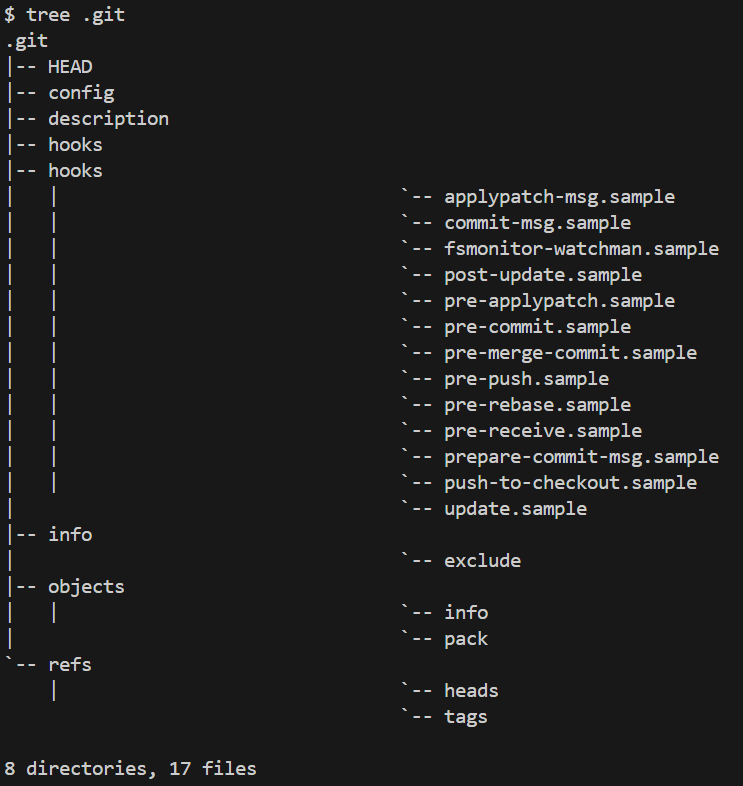 $ tree .git
.git
|-- HEAD
|-- config
|-- description
|-- hooks
|-- hooks
|   |                               `-- applypatch-msg.sample
|   |                               `-- commit-msg.sample
|   |                               `-- fsmonitor-watchman.sample
|   |                               `-- post-update.sample
|   |                               `-- pre-applypatch.sample
|   |                               `-- pre-commit.sample
|   |                               `-- pre-merge-commit.sample
|   |                               `-- pre-push.sample
|   |                               `-- pre-rebase.sample
|   |                               `-- pre-receive.sample
|   |                               `-- prepare-commit-msg.sample
|   |                               `-- push-to-checkout.sample
|                                   `-- update.sample
|-- info
|                                   `-- exclude
|-- objects
|   |                               `-- info
|                                   `-- pack
`-- refs
    |                               `-- heads
                                    `-- tags
8 directories, 17 files